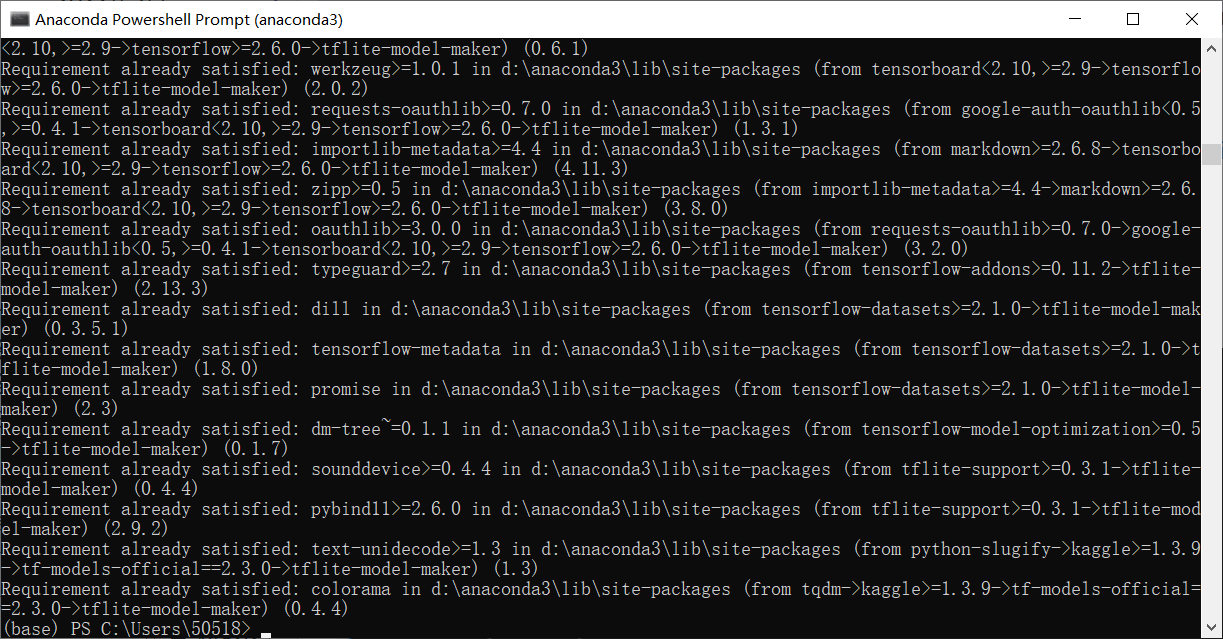 Anaconda Powershell Prompt (anaconda3)
<2.10,>=2.9->tensorflow>=2.6.0->tflite-model-maker) (0.6.1)
Requirement already satisfied: werkzeug>=1.0.1 in d:\anaconda3\lib\site-packages (from tensorboard<2.10,>=2.9->tensorflo
w>=2.6.0->tflite-model-maker) (2.0.2)
Requirement already satisfied: requests-oauthlib>=0.7.0 in d:\anaconda3\lib\site-packages (from google-auth-oauthlib<0.5
,>=0.4.1->tensorboard<2.10,>=2.9->tensorflow>=2.6.0->tflite-model-maker) (1.3.1)
Requirement already satisfied: importlib-metadata>=4.4 in d:\anaconda3\lib\site-packages (from markdown>=2.6.8->tensorbo
ard<2.10,>=2.9->tensorflow>=2.6.0->tflite-model-maker) (4.11.3)
Requirement already satisfied: zipp>=0.5 in d:\anaconda3\lib\site-packages (from importlib-metadata>=4.4->markdown>=2.6.
8->tensorboard<2.10,>=2.9->tensorflow>=2.6.0->tflite-model-maker) (3.8.0)
Requirement already satisfied: oauthlib>=3.0.0 in d:\anaconda3\lib\site-packages (from requests-oauthlib>=0.7.0->google-
auth-oauthlib<0.5,>=0.4.1->tensorboard<2.10,>=2.9->tensorflow>=2.6.0->tflite-model-maker) (3.2.0)
Requirement already satisfied: typeguard>=2.7 in d:\anaconda3\lib\site-packages (from tensorflow-addons>=0.11.2->tflite-
model-maker) (2.13.3)
Requirement already satisfied: dill in d:\anaconda3\lib\site-packages (from tensorflow-datasets>=2.1.0->tflite-model-mak
er) (0.3.5.1)
Requirement already satisfied: tensorflow-metadata in d:\anaconda3\lib\site-packages (from tensorflow-datasets>=2.1.0->t
flite-model-maker) (1.8.0)
Requirement already satisfied: promise in d:\anaconda3\lib\site-packages (from tensorflow-datasets>=2.1.0->tflite-model-
maker) (2.3)
Requirement already satisfied: dm-tree~=0.1.1 in d:\anaconda3\lib\site-packages (from tensorflow-model-optimization>=0.5
->tflite-model-maker) (0.1.7)
Requirement already satisfied: sounddevice>=0.4.4 in d:\anaconda3\lib\site-packages (from tflite-support>=0.3.1->tflite-
model-maker) (0.4.4)
Requirement already satisfied: pybind11>=2.6.0 in d:\anaconda3\lib\site-packages (from tflite-support>=0.3.1->tflite-mod
el-maker) (2.9.2)
Requirement already satisfied: text-unidecode>=1.3 in d:\anaconda3\lib\site-packages (from python-slugify->kaggle>=1.3.9
->tf-models-official==2.3.0->tflite-model-maker) (1.3)
Requirement already satisfied: colorama in d:\anaconda3\lib\site-packages (from tqdm->kaggle>=1.3.9->tf-models-official=
=2.3.0->tflite-model-maker) (0.4.4)
(base) PS C:\Users\50518>